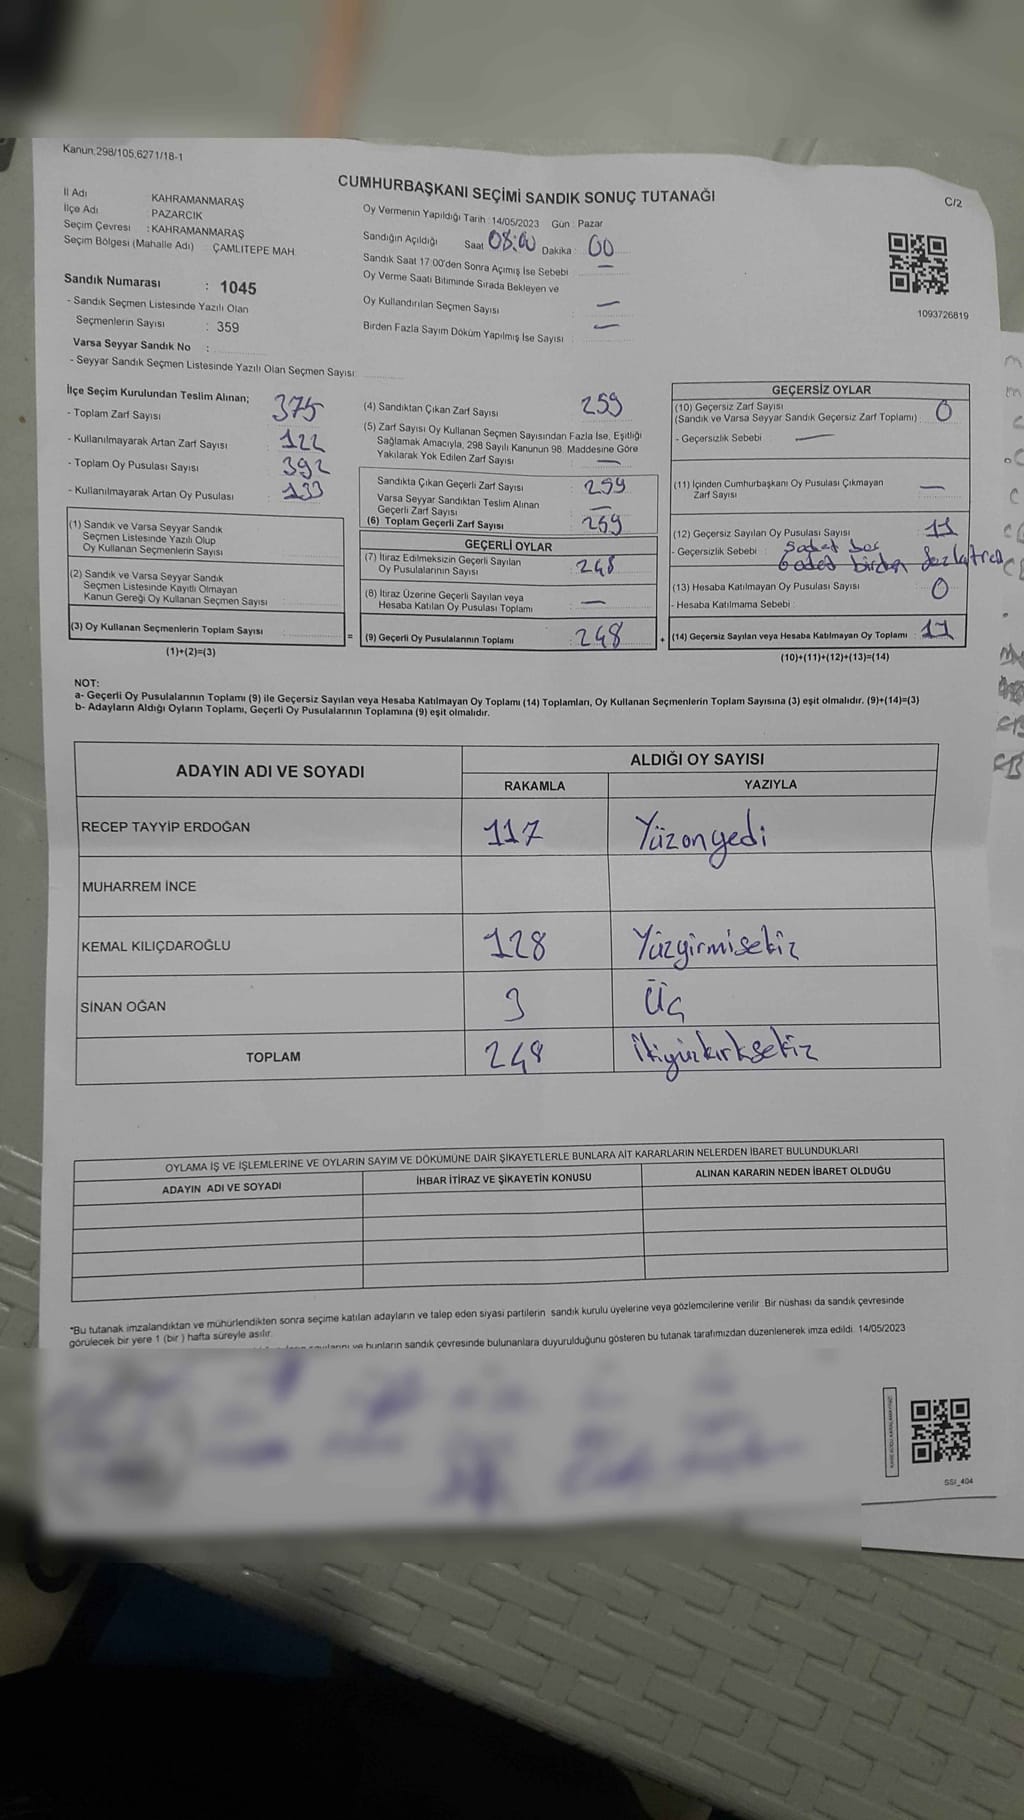 Kanun;298/105,6271/18-1
CUMHURBAŞKANI SEÇİMİ SANDIK SONUÇ TUTANAĞI
C/2
İl Adı KAHRAMANMARAŞ
İlçe Adı PAZARCIK
Seçim Çevresi : KAHRAMANMARAŞ
Seçim Bölgesi (Mahalle Adı) ÇAMLITEPE MAH.
Sandık Numarası : 1045
- Sandık Seçmen Listesinde Yazılı Olan
Seçmenlerin Sayısı : 359
Varsa Seyyar Sandık No :
- Seyyar Sandık Seçmen Listesinde Yazılı Olan Seçmen Sayısı:
Oy Vermenin Yapıldığı Tarih : 14/05/2023 Gün : Pazar
Sandığın Açıldığı Saat 08:00 Dakika : 00
Sandık Saat 17:00'den Sonra Açımış İse Sebebi —
Oy Verme Saati Bitiminde Sırada Bekleyen ve
Oy Kullandırılan Seçmen Sayısı : —
Birden Fazla Sayım Döküm Yapılmış İse Sayısı : —
1093726819
İlçe Seçim Kurulundan Teslim Alınan;
- Toplam Zarf Sayısı 375
- Kullanılmayarak Artan Zarf Sayısı 122
- Toplam Oy Pusulası Sayısı 392
- Kullanılmayarak Artan Oy Pusulası 133
(1) Sandık ve Varsa Seyyar Sandık
Seçmen Listesinde Yazılı Olup
Oy Kullanan Seçmenlerin Sayısı :
(2) Sandık ve Varsa Seyyar Sandık
Seçmen Listesinde Kayıtlı Olmayan
Kanun Gereği Oy Kullanan Seçmen Sayısı :
(3) Oy Kullanan Seçmenlerin Toplam Sayısı :
(1)+(2)=(3)
=
(4) Sandıktan Çıkan Zarf Sayısı : 259
(5) Zarf Sayısı Oy Kullanan Seçmen Sayısından Fazla İse, Eşitliği
Sağlamak Amacıyla, 298 Sayılı Kanunun 98. Maddesine Göre
Yakılarak Yok Edilen Zarf Sayısı : —
Sandıkta Çıkan Geçerli Zarf Sayısı : 259
Varsa Seyyar Sandıktan Teslim Alınan
Geçerli Zarf Sayısı :
(6) Toplam Geçerli Zarf Sayısı : 259
GEÇERLİ OYLAR
(7) İtiraz Edilmeksizin Geçerli Sayılan
Oy Pusulalarının Sayısı : 248
(8) İtiraz Üzerine Geçerli Sayılan veya
Hesaba Katılan Oy Pusulası Toplamı : —
(9) Geçerli Oy Pusulalarının Toplamı : 248
+
GEÇERSİZ OYLAR
(10) Geçersiz Zarf Sayısı
(Sandık ve Varsa Seyyar Sandık Geçersiz Zarf Toplamı) : 0
- Geçersizlik Sebebi : —
(11) İçinden Cumhurbaşkanı Oy Pusulası Çıkmayan
Zarf Sayısı : —
(12) Geçersiz Sayılan Oy Pusulası Sayısı : 11
- Geçersizlik Sebebi :
6 adet birden
(13) Hesaba Katılmayan Oy Pusulası Sayısı : 0
- Hesaba Katılmama Sebebi :
(14) Geçersiz Sayılan veya Hesaba Katılmayan Oy Toplamı : 11
(10)+(11)+(12)+(13)=(14)
NOT:
a- Geçerli Oy Pusulalarının Toplamı (9) ile Geçersiz Sayılan veya Hesaba Katılmayan Oy Toplamı (14) Toplamları, Oy Kullanan Seçmenlerin Toplam Sayısına (3) eşit olmalıdır. (9)+(14)=(3)
b- Adayların Aldığı Oyların Toplamı, Geçerli Oy Pusulalarının Toplamına (9) eşit olmalıdır.
ADAYIN ADI VE SOYADI ALDIĞI OY SAYISI
RAKAMLA YAZIYLA
RECEP TAYYİP ERDOĞAN 117 Yüzonyedi
MUHARREM İNCE
KEMAL KILIÇDAROĞLU 128 Yüzyirmisekiz
SİNAN OĞAN 3 Üç
TOPLAM 248 İkiyüzkırksekiz
OYLAMA İŞ VE İŞLEMLERİNE VE OYLARIN SAYIM VE DÖKÜMÜNE DAİR ŞİKAYETLERLE BUNLARA AİT KARARLARIN NELERDEN İBARET BULUNDUKLARI
ADAYIN ADI VE SOYADI İHBAR İTİRAZ VE ŞİKAYETİN KONUSU ALINAN KARARIN NEDEN İBARET OLDUĞU
*Bu tutanak imzalandıktan ve mühürlendikten sonra seçime katılan adayların ve talep eden siyasi partilerin sandık kurulu üyelerine veya gözlemcilerine verilir. Bir nüshası da sandık çevresinde
görülecek bir yere 1 (bir ) hafta süreyle asılır.
ve bunların sandık çevresinde bulunanlara duyurulduğunu gösteren bu tutanak tarafımızdan düzenlenerek imza edildi. 14/05/2023
SSI_404